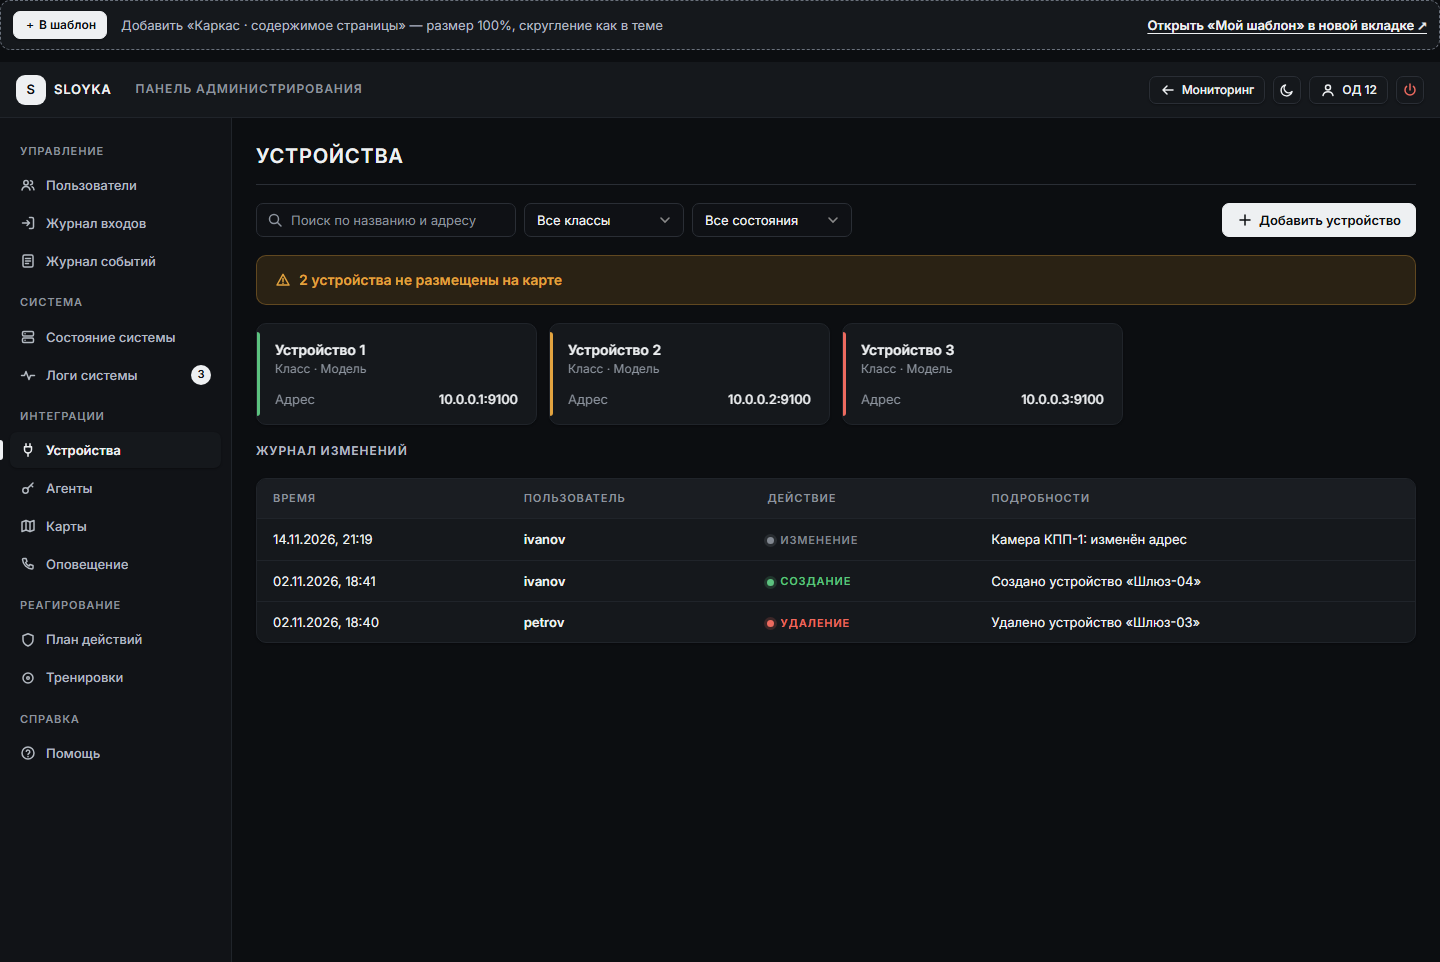 + В шаблон
Добавить «Каркас · содержимое страницы» — размер 100%, скругление как в теме
Открыть «Мой шаблон» в новой вкладке ↗
S SLOYKA
ПАНЕЛЬ АДМИНИСТРИРОВАНИЯ
← Мониторинг
ОД 12
УПРАВЛЕНИЕ
Пользователи
Журнал входов
Журнал событий
СИСТЕМА
Состояние системы
Логи системы 3
ИНТЕГРАЦИИ
Устройства
Агенты
Карты
Оповещение
РЕАГИРОВАНИЕ
План действий
Тренировки
СПРАВКА
Помощь
УСТРОЙСТВА
Поиск по названию и адресу
Все классы
Все состояния
+ Добавить устройство
2 устройства не размещены на карте
Устройство 1
Класс · Модель
Адрес 10.0.0.1:9100
Устройство 2
Класс · Модель
Адрес 10.0.0.2:9100
Устройство 3
Класс · Модель
Адрес 10.0.0.3:9100
ЖУРНАЛ ИЗМЕНЕНИЙ
ВРЕМЯ ПОЛЬЗОВАТЕЛЬ ДЕЙСТВИЕ ПОДРОБНОСТИ
14.11.2026, 21:19 ivanov ИЗМЕНЕНИЕ Камера КПП-1: изменён адрес
02.11.2026, 18:41 ivanov СОЗДАНИЕ Создано устройство «Шлюз-04»
02.11.2026, 18:40 petrov УДАЛЕНИЕ Удалено устройство «Шлюз-03»